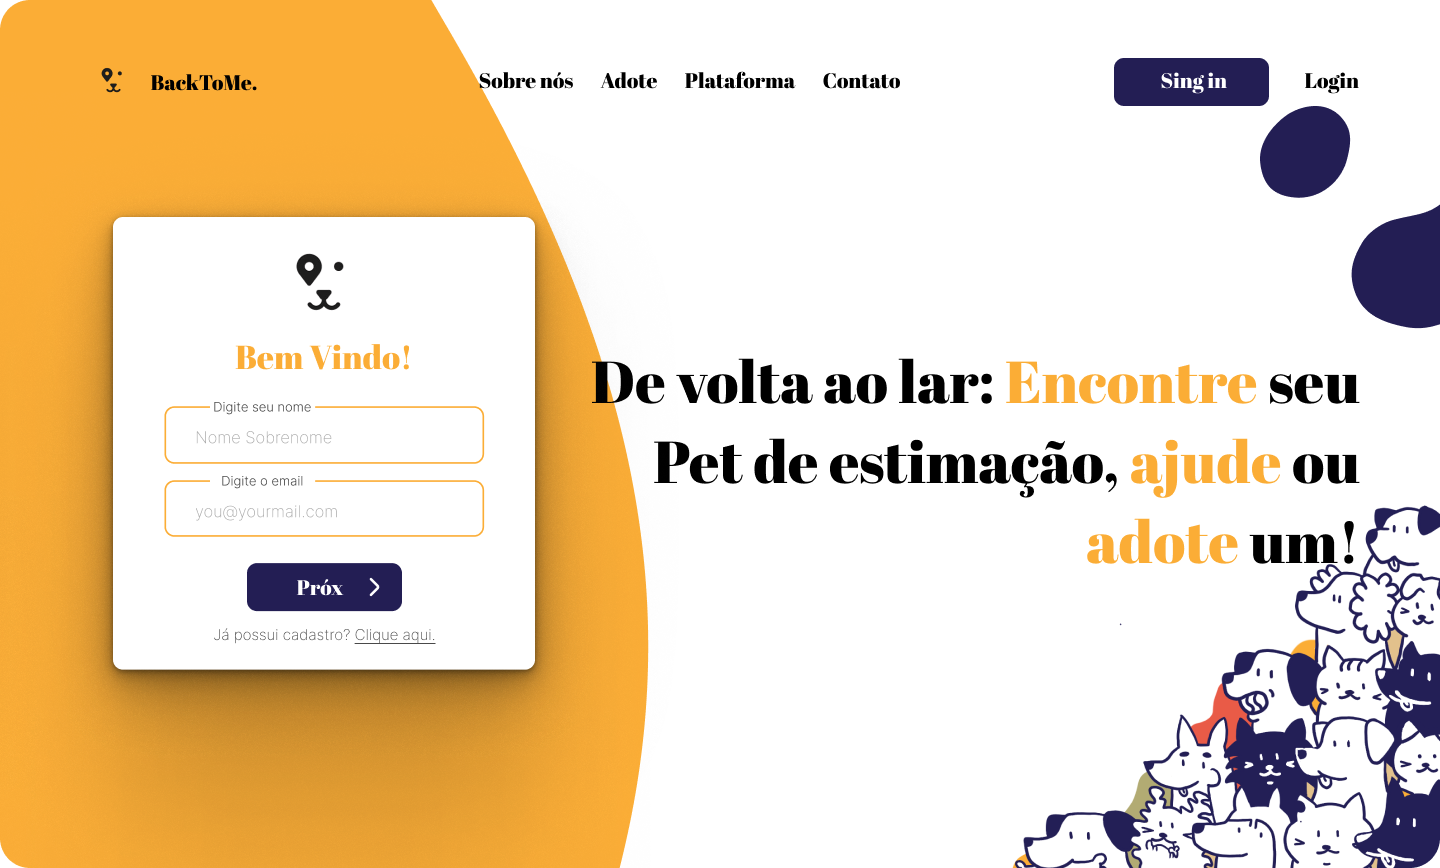 BackToMe.
Sobre nós Adote Plataforma Contato
Sing in
Login
Bem Vindo!
Digite seu nome
Nome Sobrenome
Digite o email
you@yourmail.com
Próx
Já possui cadastro? Clique aqui.
De volta ao lar: Encontre seu
Pet de estimação, ajude ou
adote um!